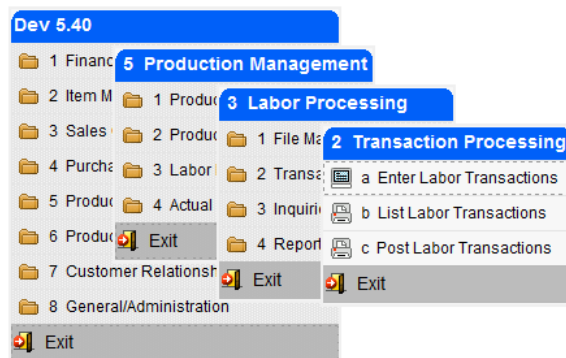 Dev 5.40
1 Financ
2 Item M
3 Sales
4 Purcha
5 Produc
6 Produc
7 Customer Relationsh
8 General/Administration
Exit
5 Production Management
1 Produc
2 Produc
3 Labor
4 Actual
Exit
3 Labor Processing
1 File Ma
2 Transa
3 Inquiri
4 Report
Exit
2 Transaction Processing
a Enter Labor Transactions
b List Labor Transactions
c Post Labor Transactions
Exit